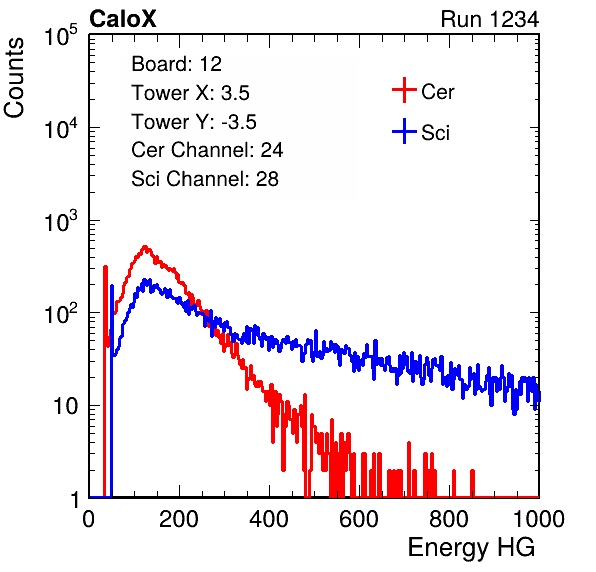 CaloX Run 1234
Counts
10^5
10^4
10^3
10^2
10
1
Board: 12
Tower X: 3.5
Tower Y: -3.5
Cer Channel: 24
Sci Channel: 28
Cer
Sci
0 200 400 600 800 1000
Energy HG